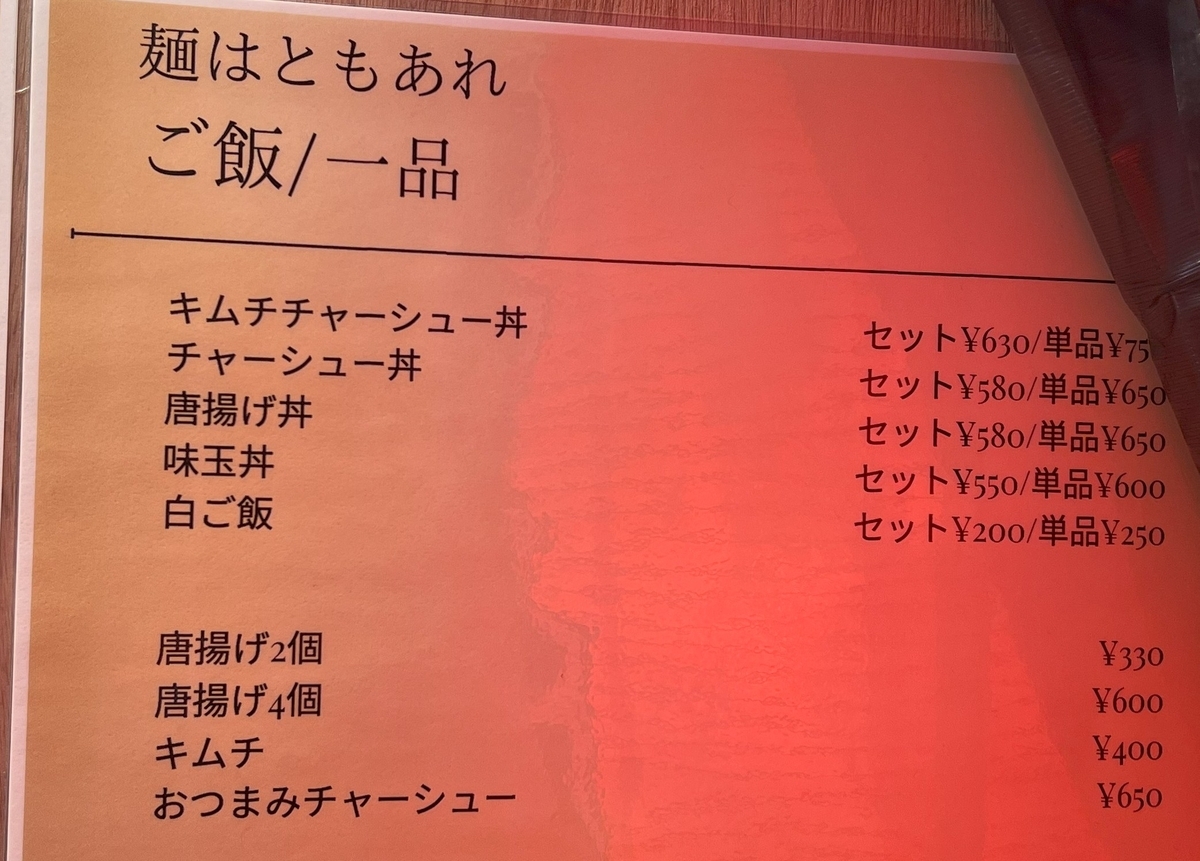 麺はともあれ
ご飯/一品
キムチチャーシュー丼 セット¥630/単品¥75
チャーシュー丼 セット¥580/単品¥650
唐揚げ丼 セット¥580/単品¥650
味玉丼 セット¥550/単品¥600
白ご飯 セット¥200/単品¥250
唐揚げ2個 ¥330
唐揚げ4個 ¥600
キムチ ¥400
おつまみチャーシュー ¥650